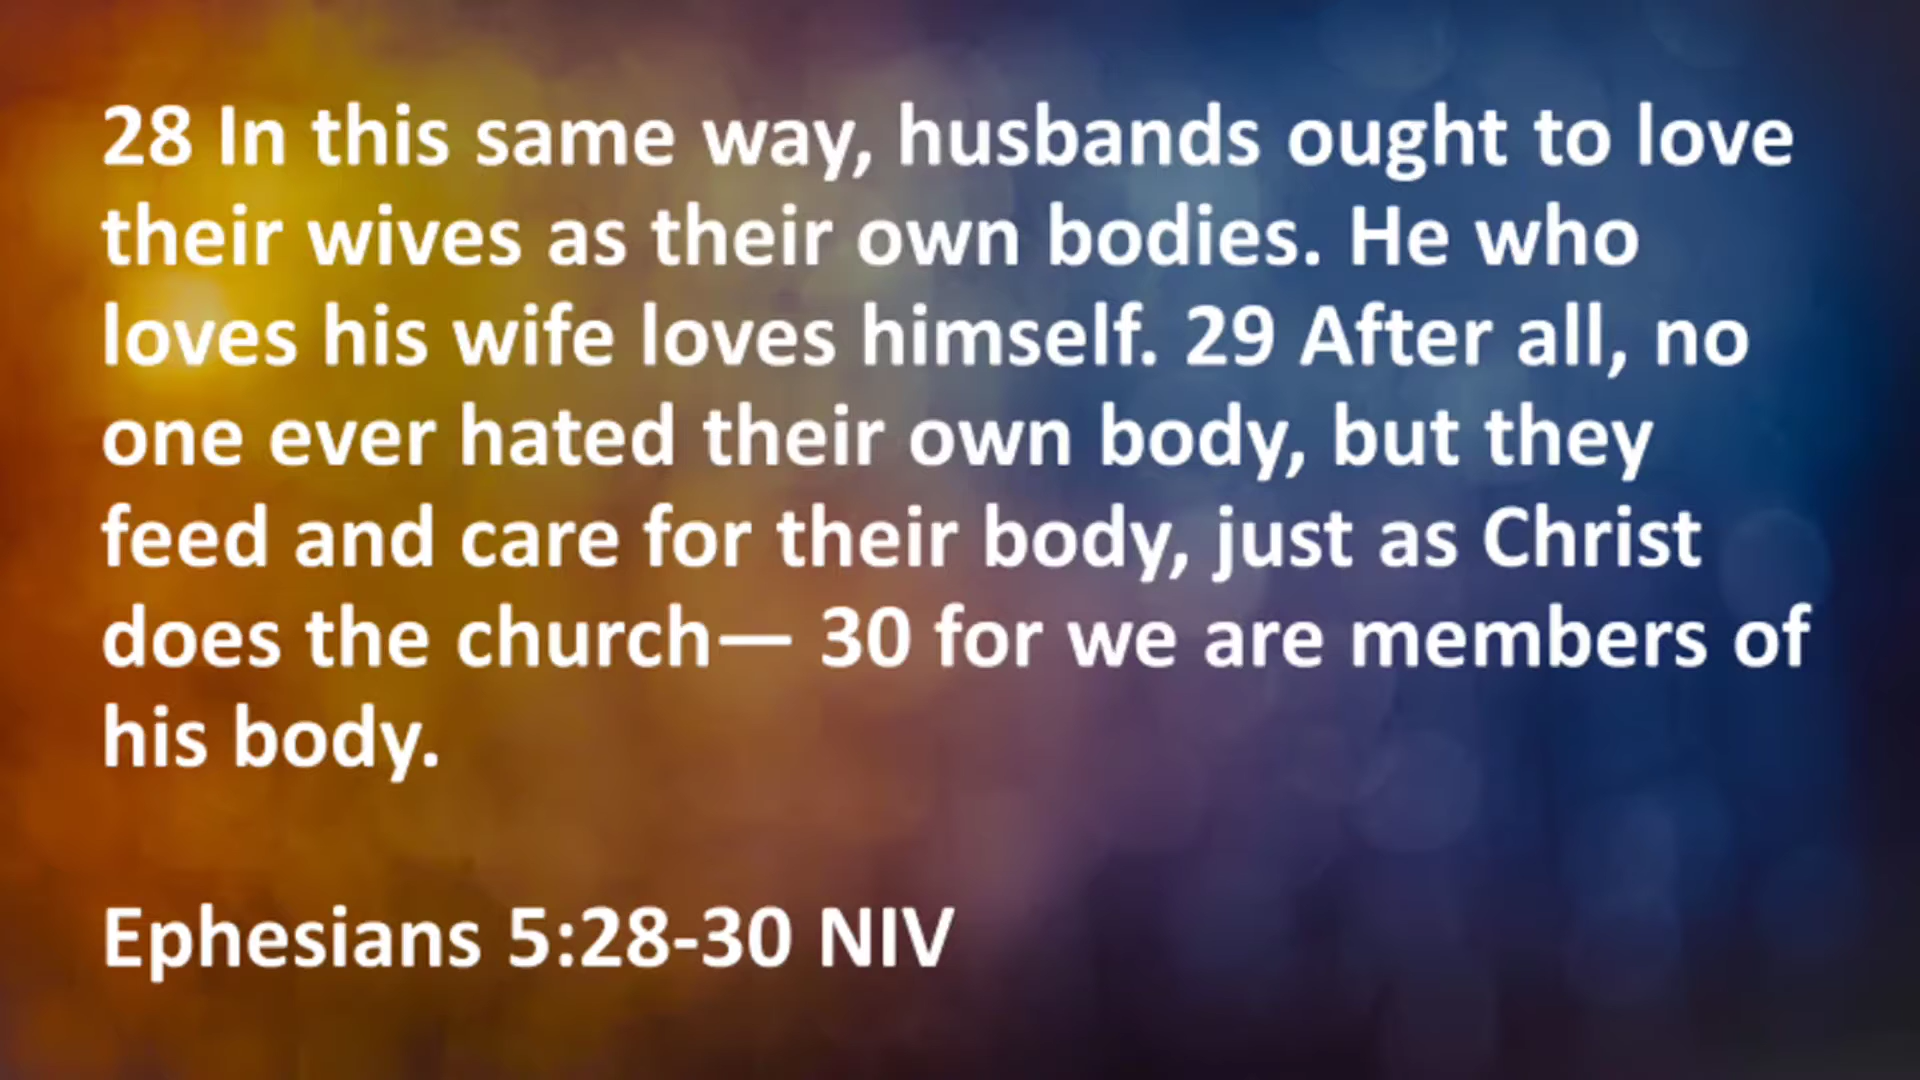 28 In this same way, husbands ought to love
their wives as their own bodies. He who
loves his wife loves himself. 29 After all, no
one ever hated their own body, but they
feed and care for their body, just as Christ
does the church— 30 for we are members of
his body.
Ephesians 5:28-30 NIV